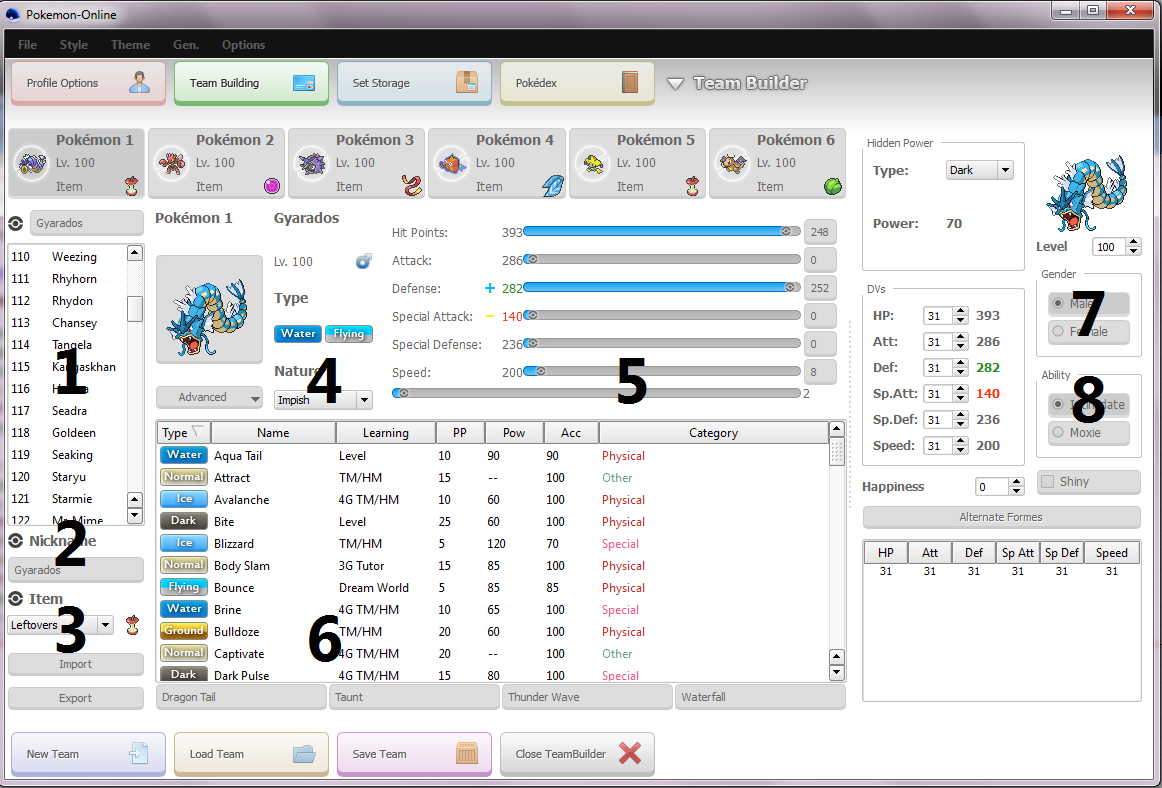 Pokemon-Online
File Style Theme Gen. Options
Profile Options Team Building Set Storage Pokédex Team Builder
Pokémon 1 Pokémon 2 Pokémon 3 Pokémon 4 Pokémon 5 Pokémon 6
Lv. 100 Lv. 100 Lv. 100 Lv. 100 Lv. 100 Lv. 100
Item Item Item Item Item Item
Gyarados
110 Weezing
111 Rhyhorn
112 Rhydon
113 Chansey
114 Tangela
115 Kangaskhan
116
117 Seadra
118 Goldeen
119 Seaking
120 Staryu
121 Starmie
122 Mr. Mime
1
Nickname
2
Gyarados
Item
Leftovers
3
Import
Export
Pokémon 1 Gyarados
Lv. 100
Type
Water Flying
Nature
4
Impish
Advanced
Hit Points: 393 248
Attack: 286 0
Defense: + 282 252
Special Attack: − 140 0
Special Defense: 236 0
Speed: 200 8
2
5
Type Name Learning PP Pow Acc Category
Water Aqua Tail Level 10 90 90 Physical
Normal Attract TM/HM 15 -- 100 Other
Ice Avalanche 4G TM/HM 10 60 100 Physical
Dark Bite Level 25 60 100 Physical
Ice Blizzard TM/HM 5 120 70 Special
Normal Body Slam 3G Tutor 15 85 100 Physical
Flying Bounce Dream World 5 85 85 Physical
Water Brine 4G TM/HM 10 65 100 Special
Ground Bulldoze TM/HM 20 60 100 Physical
Normal Captivate 4G TM/HM 20 -- 100 Other
Dark Dark Pulse 4G TM/HM 15 80 100 Special
6
Dragon Tail Taunt Thunder Wave Waterfall
Hidden Power
Type: Dark
Power: 70
DVs
HP: 31 393
Att: 31 286
Def: 31 282
Sp.Att: 31 140
Sp.Def: 31 236
Speed: 31 200
Happiness 0
Level 100
Gender
Male
Female
7
Ability
Intimidate
Moxie
8
Shiny
Alternate Formes
HP Att Def Sp Att Sp Def Speed
31 31 31 31 31 31
New Team Load Team Save Team Close TeamBuilder